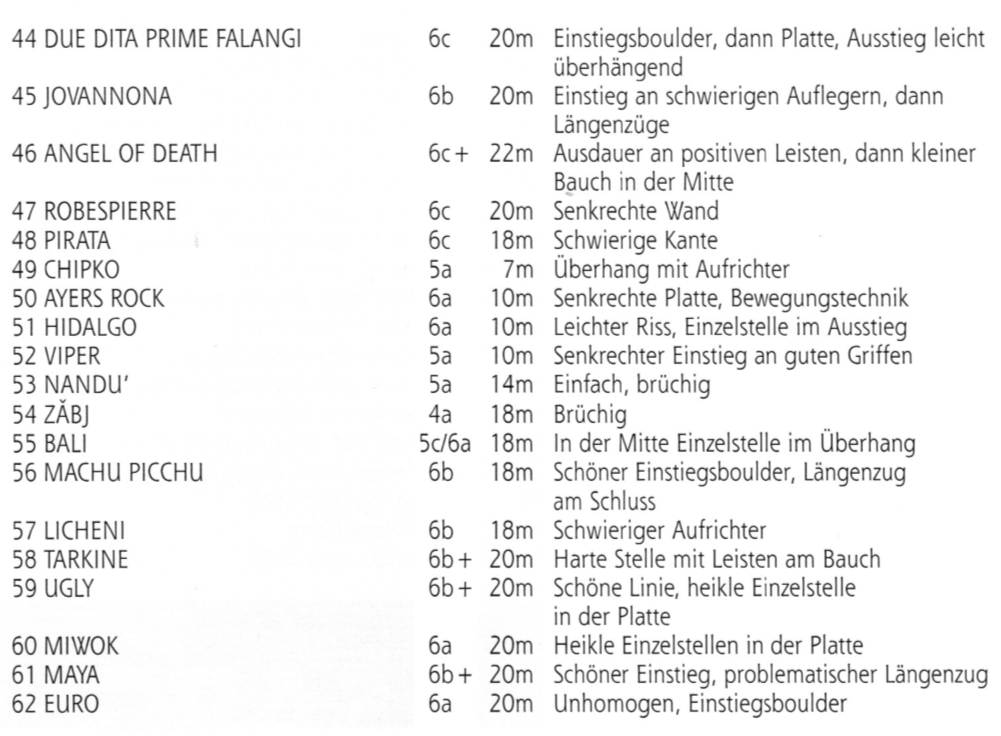 44 DUE DITA PRIME FALANGI 6c 20m Einstiegsboulder, dann Platte, Ausstieg leicht
überhängend
45 JOVANNONA 6b 20m Einstieg an schwierigen Auflegern, dann
Längenzüge
46 ANGEL OF DEATH 6c+ 22m Ausdauer an positiven Leisten, dann kleiner
Bauch in der Mitte
47 ROBESPIERRE 6c 20m Senkrechte Wand
48 PIRATA 6c 18m Schwierige Kante
49 CHIPKO 5a 7m Überhang mit Aufrichter
50 AYERS ROCK 6a 10m Senkrechte Platte, Bewegungstechnik
51 HIDALGO 6a 10m Leichter Riss, Einzelstelle im Ausstieg
52 VIPER 5a 10m Senkrechter Einstieg an guten Griffen
53 NANDU' 5a 14m Einfach, brüchig
54 ZǍBJ 4a 18m Brüchig
55 BALI 5c/6a 18m In der Mitte Einzelstelle im Überhang
56 MACHU PICCHU 6b 18m Schöner Einstiegsboulder, Längenzug
am Schluss
57 LICHENI 6b 18m Schwieriger Aufrichter
58 TARKINE 6b+ 20m Harte Stelle mit Leisten am Bauch
59 UGLY 6b+ 20m Schöne Linie, heikle Einzelstelle
in der Platte
60 MIWOK 6a 20m Heikle Einzelstellen in der Platte
61 MAYA 6b+ 20m Schöner Einstieg, problematischer Längenzug
62 EURO 6a 20m Unhomogen, Einstiegsboulder